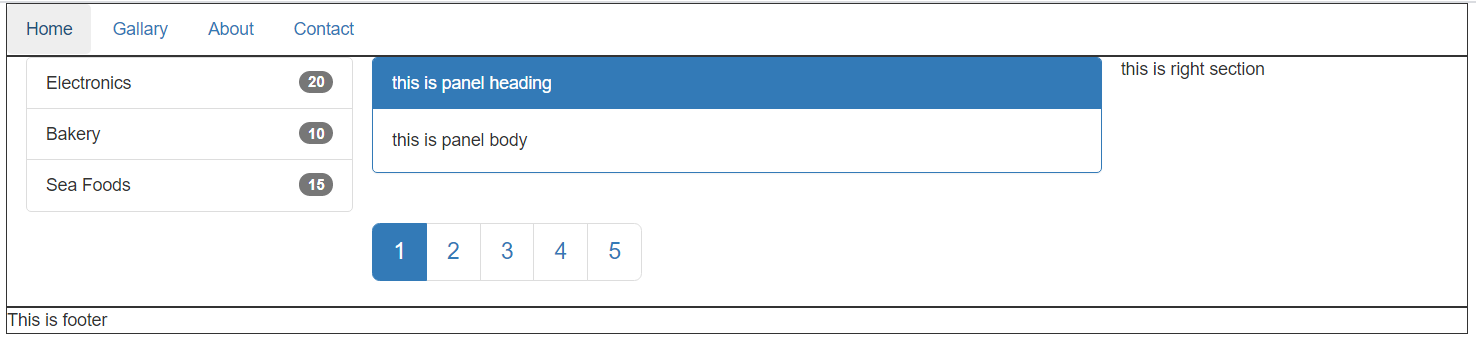 Home Gallary About Contact
Electronics 20
Bakery 10
Sea Foods 15
this is panel heading
this is panel body
1 2 3 4 5
this is right section
This is footer